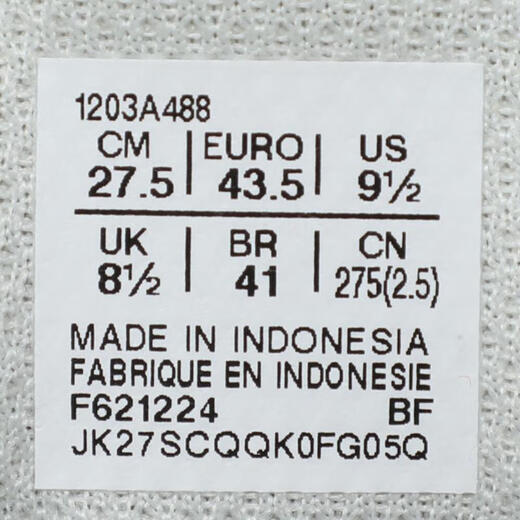 1203A488
CM | EURO | US
27.5 | 43.5 | 9½
UK | BR | CN
8½ | 41 | 275(2.5)
MADE IN INDONESIA
FABRIQUE EN INDONESIE
F621224 BF
JK27SCQQK0FG05Q